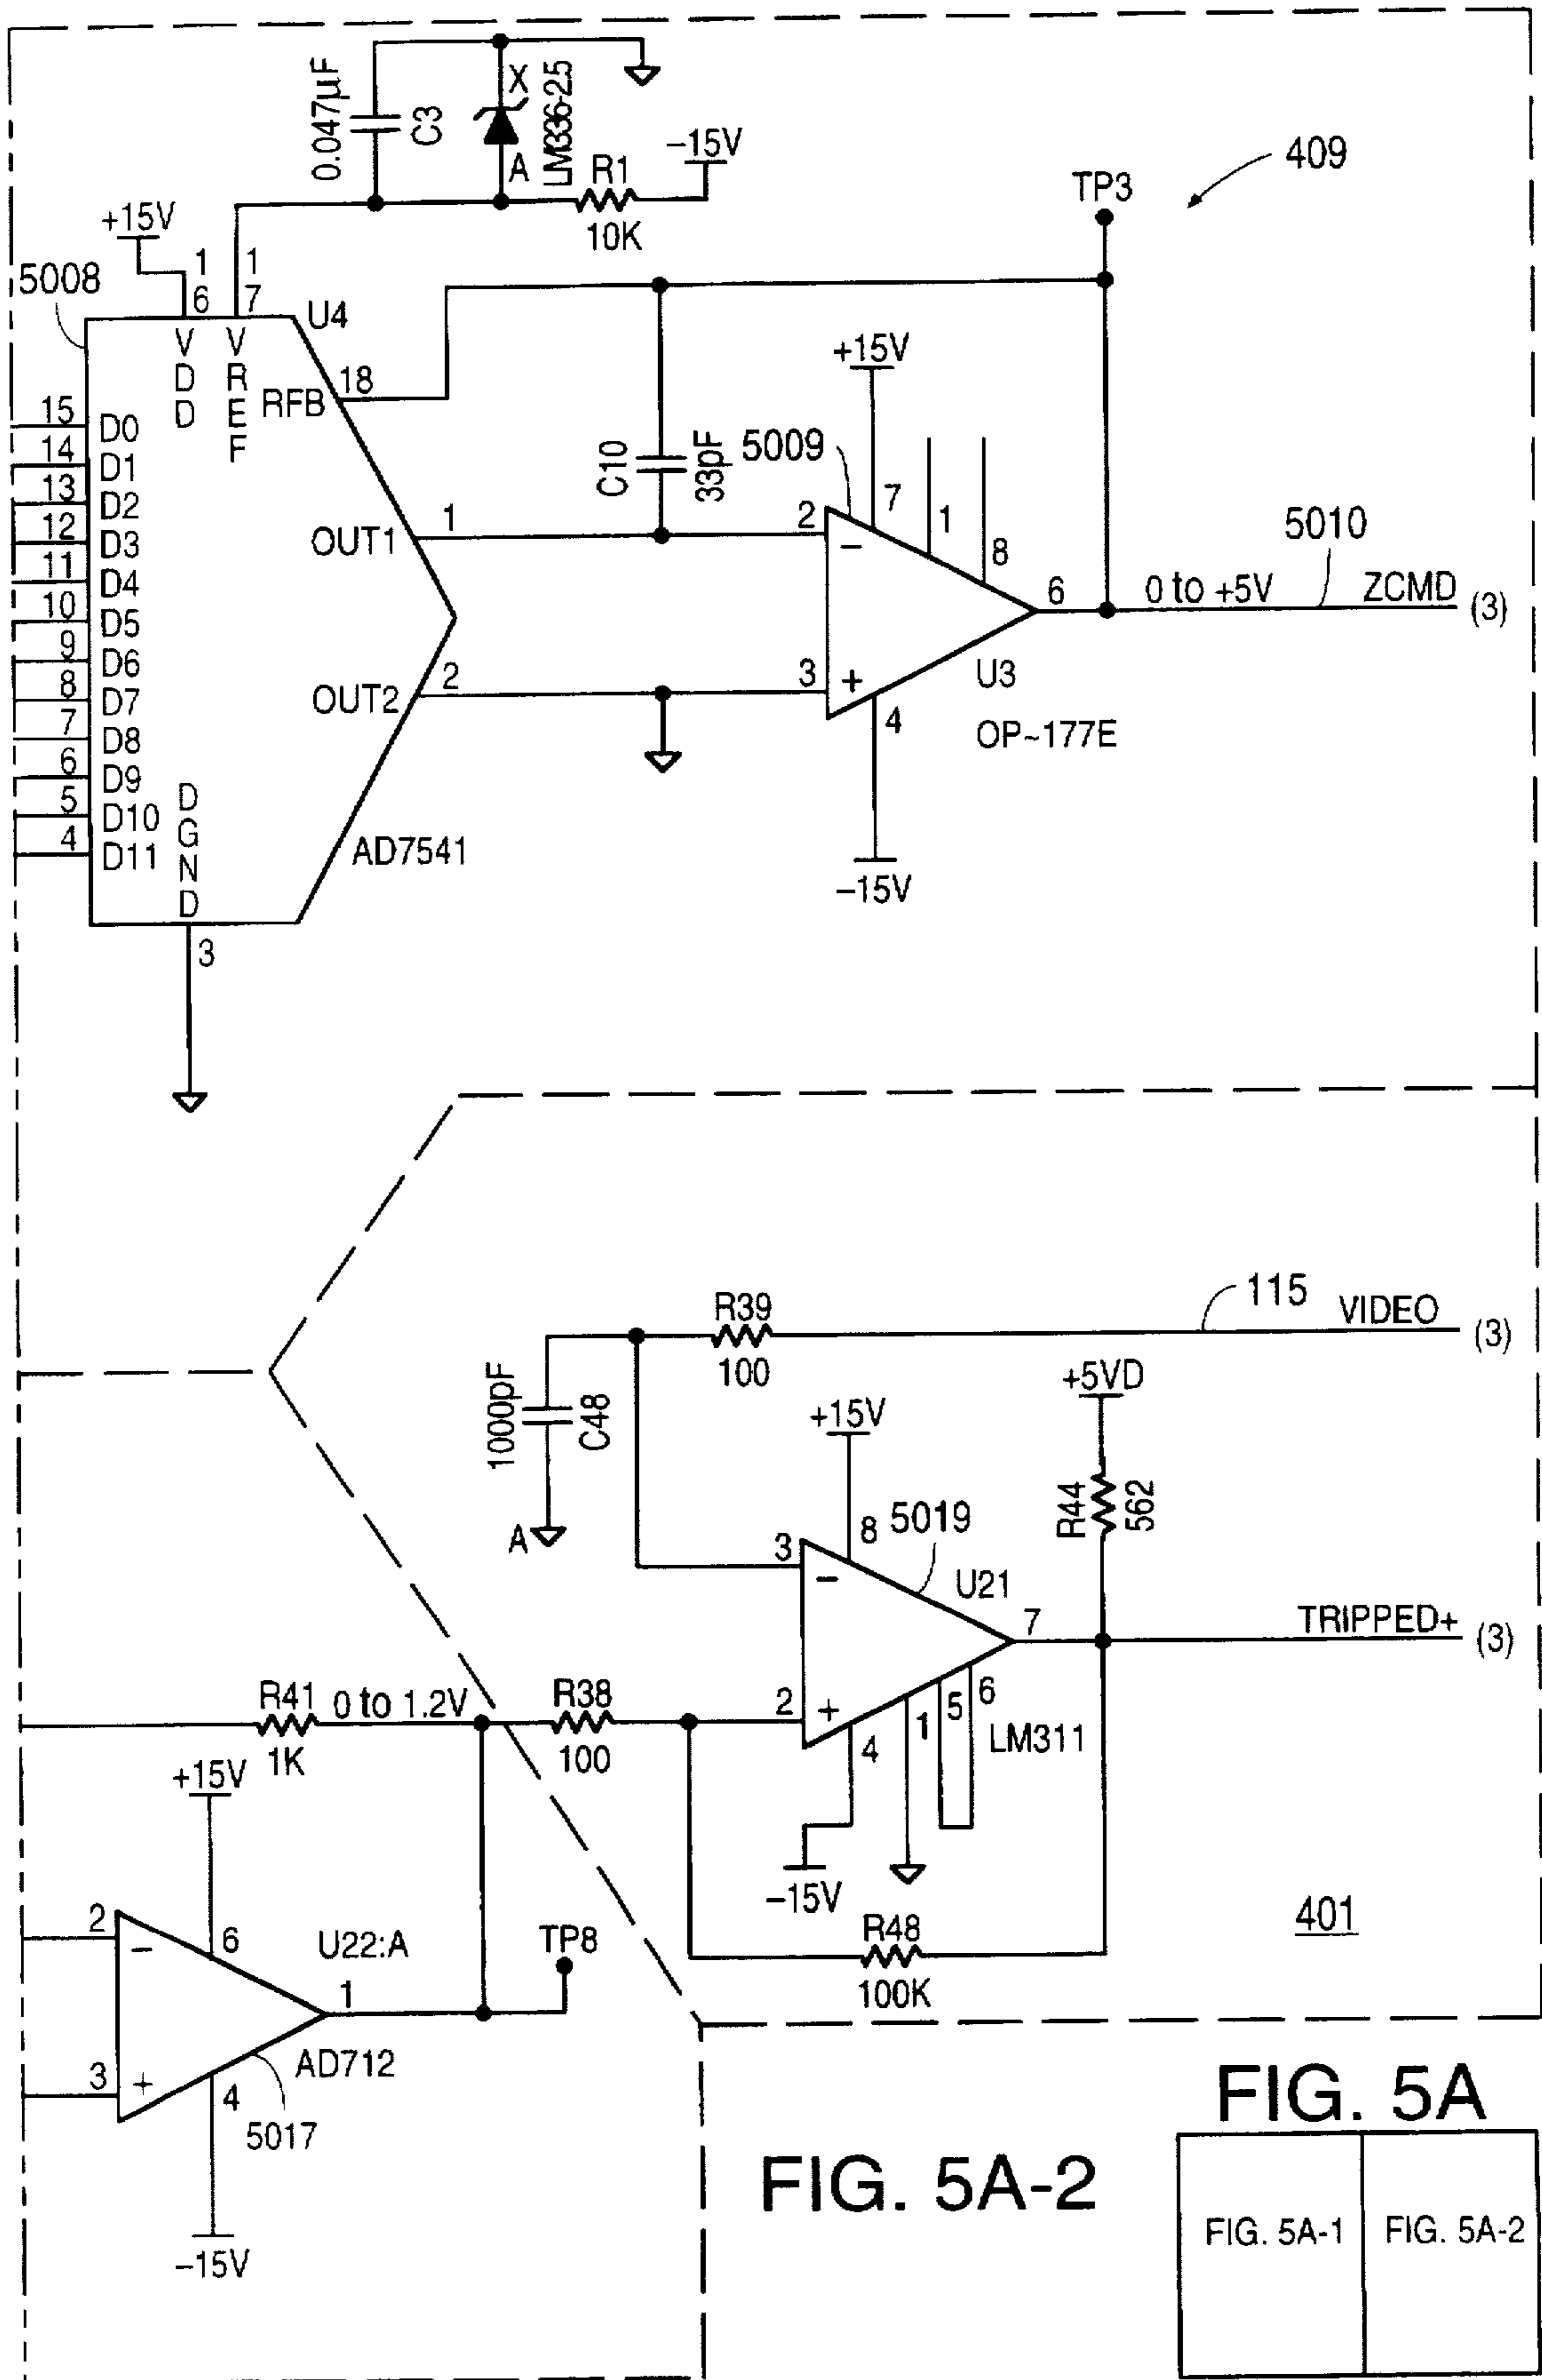 0.047µF
C3
X
A
LM336-2.5
R1
10K
-15V
409
TP3
+15V
5008
1
6
1
7
U4
VDD
VREF
RFB
18
15 D0
14 D1
13 D2
12 D3
11 D4
10 D5
9 D6
8 D7
7 D8
6 D9
5 D10
4 D11
DGND
3
OUT1
1
OUT2
2
AD7541
C10
33pF
5009
+15V
7
1
8
2
-
3
+
4
6
U3
OP~177E
-15V
0 to +5V
5010
ZCMD (3)
R39
100
115
VIDEO (3)
1000pF
C48
A
+15V
8
5019
+5VD
R44
562
3
-
U21
7
TRIPPED+ (3)
2
+
4
1
5
6
LM311
-15V
R41
1K
0 to 1.2V
R38
100
R48
100K
401
+15V
2
-
6
U22:A
TP8
1
3
+
4
AD712
5017
-15V
FIG. 5A-2
FIG. 5A
FIG. 5A-1
FIG. 5A-2